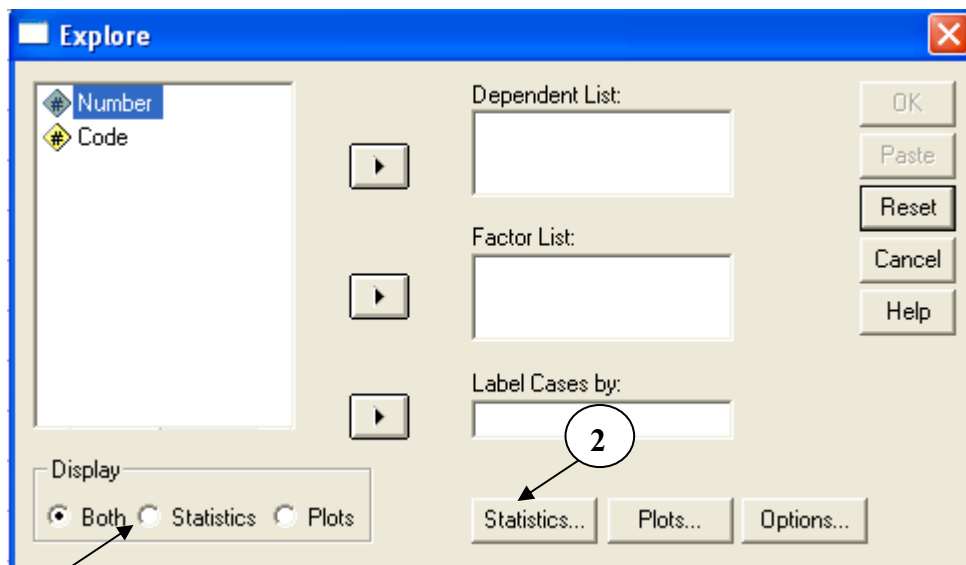 Explore
Number
Code
Dependent List:
Factor List:
Label Cases by:
OK
Paste
Reset
Cancel
Help
2
Display
Both Statistics Plots
Statistics... Plots... Options...